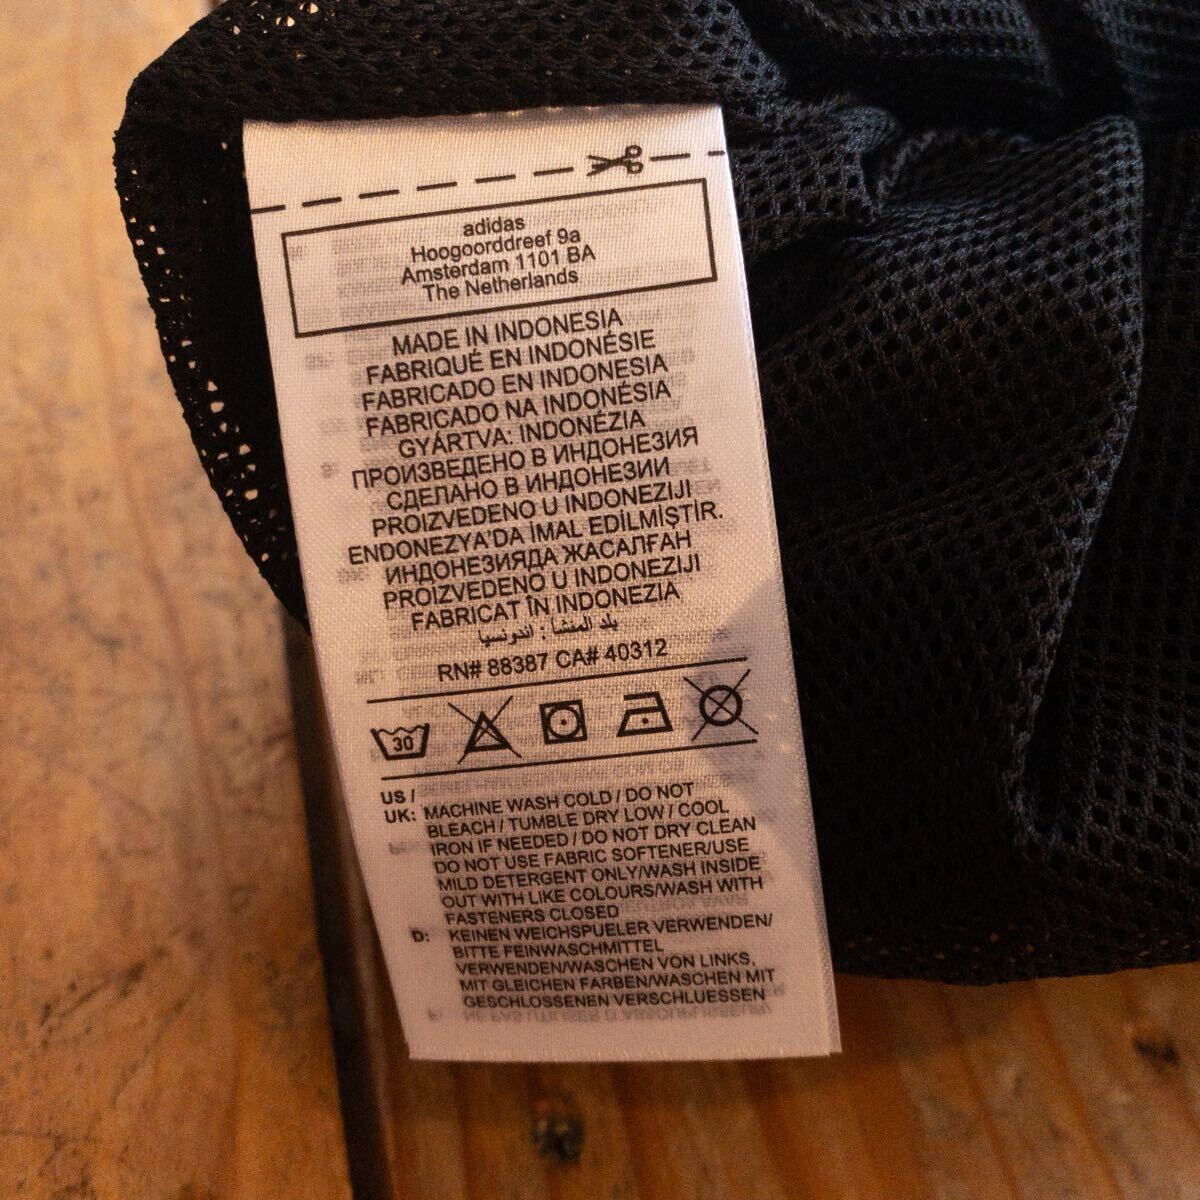 adidas
Hoogoorddreef 9a
Amsterdam 1101 BA
The Netherlands
MADE IN INDONESIA
FABRIQUÉ EN INDONÉSIE
FABRICADO EN INDONESIA
FABRICADO NA INDONÉSIA
GYÁRTVA: INDONÉZIA
ПРОИЗВЕДЕНО В ИНДОНЕЗИЯ
СДЕЛАНО В ИНДОНЕЗИИ
PROIZVEDENO U INDONEZIJI
ENDONEZYA'DA İMAL EDİLMİŞTİR.
ИНДОНЕЗИЯДА ЖАСАЛҒАН
PROIZVEDENO U INDONEZIJI
FABRICAT ÎN INDONEZIA
بلد المنشأ : اندونسيا
RN# 88387 CA# 40312
30
US /
UK: MACHINE WASH COLD / DO NOT
BLEACH / TUMBLE DRY LOW / COOL
IRON IF NEEDED / DO NOT DRY CLEAN
DO NOT USE FABRIC SOFTENER/USE
MILD DETERGENT ONLY/WASH INSIDE
OUT WITH LIKE COLOURS/WASH WITH
FASTENERS CLOSED
D: KEINEN WEICHSPUELER VERWENDEN/
BITTE FEINWASCHMITTEL
VERWENDEN/WASCHEN VON LINKS,
MIT GLEICHEN FARBEN/WASCHEN MIT
GESCHLOSSENEN VERSCHLUESSEN